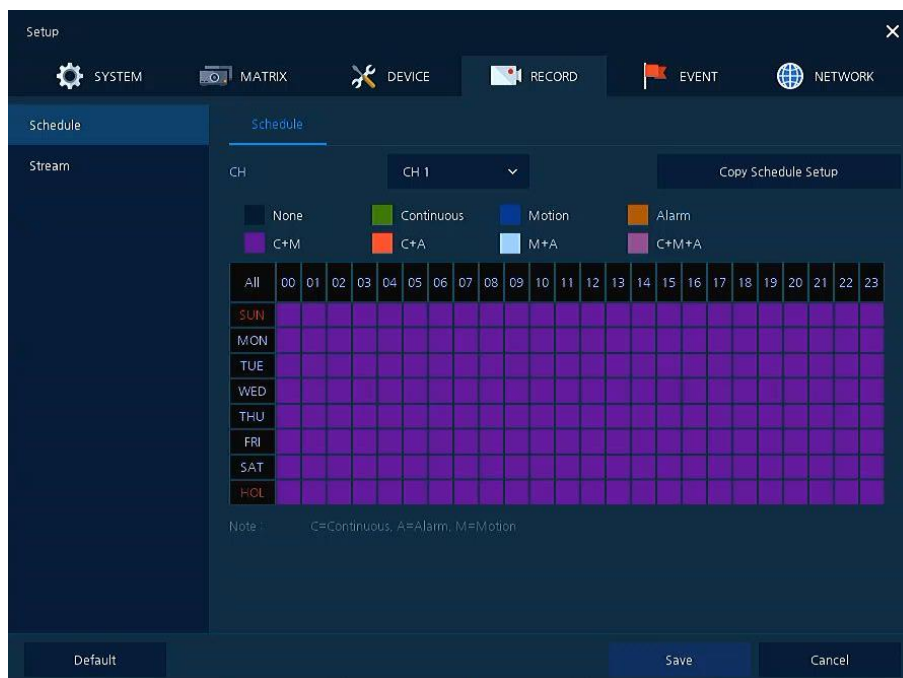 Setup
SYSTEM MATRIX DEVICE RECORD EVENT NETWORK
Schedule
Stream
Schedule
CH CH 1 Copy Schedule Setup
None Continuous Motion Alarm
C+M C+A M+A C+M+A
All 00 01 02 03 04 05 06 07 08 09 10 11 12 13 14 15 16 17 18 19 20 21 22 23
SUN
MON
TUE
WED
THU
FRI
SAT
HOL
Note : C=Continuous, A=Alarm, M=Motion
Default Save Cancel